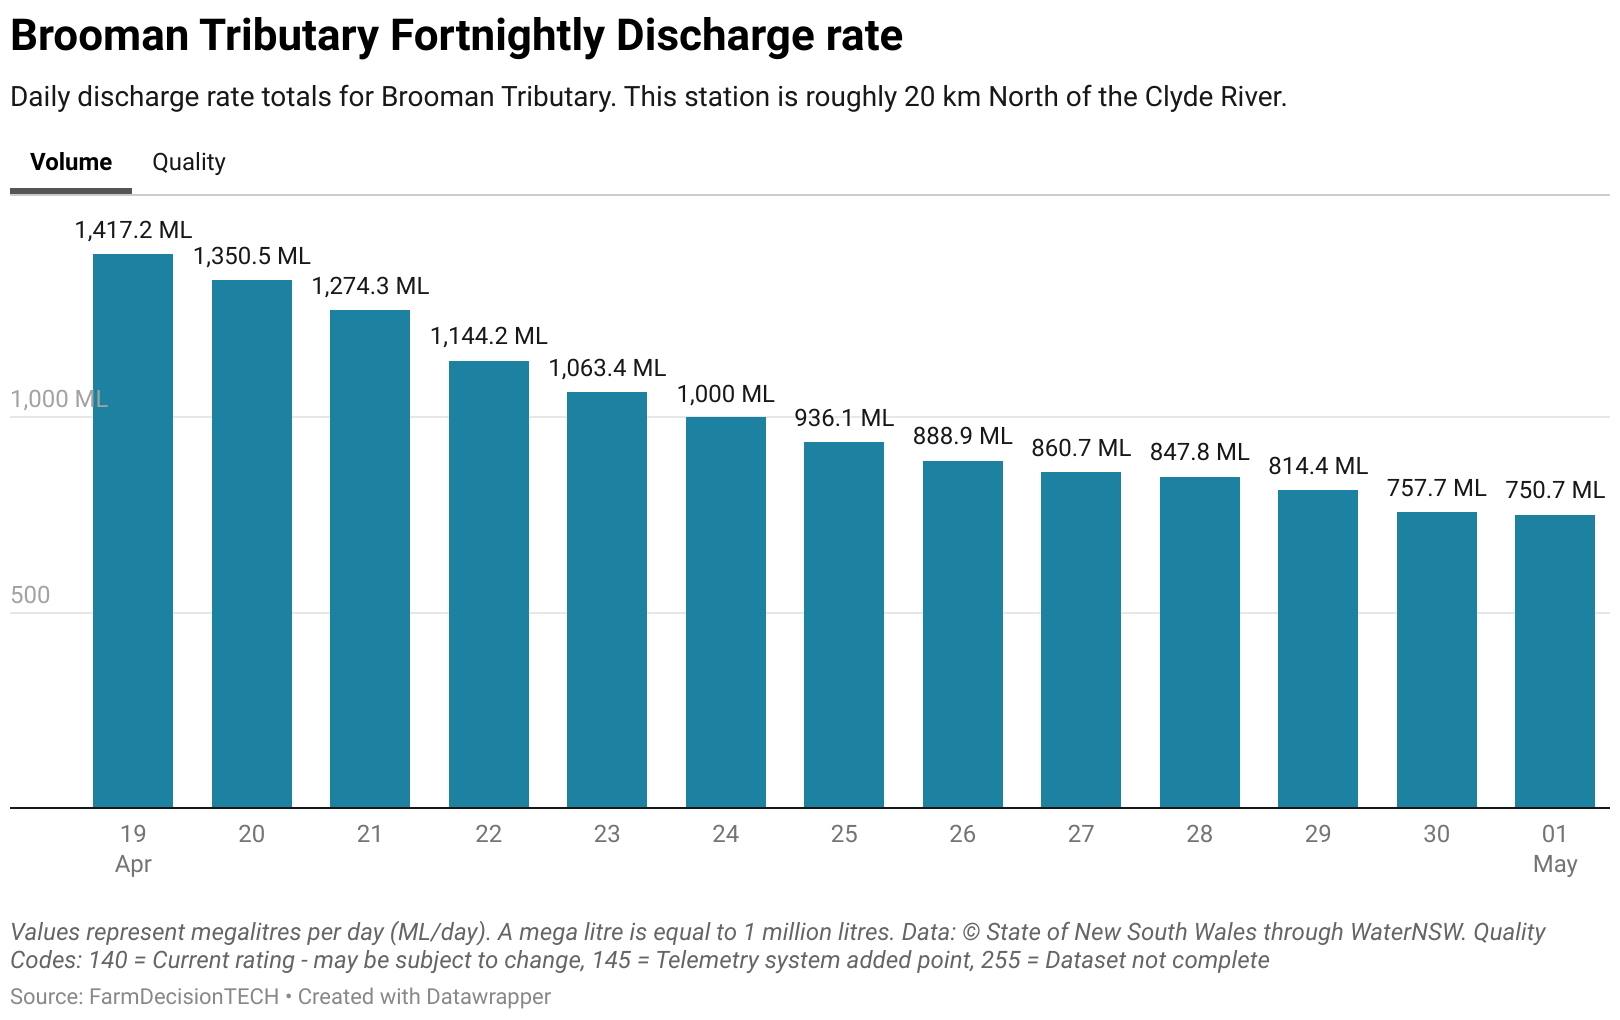 Brooman Tributary Fortnightly Discharge rate
Daily discharge rate totals for Brooman Tributary. This station is roughly 20 km North of the Clyde River.
Volume Quality
1,417.2 ML
1,350.5 ML
1,274.3 ML
1,144.2 ML
1,063.4 ML
1,000 ML
936.1 ML
888.9 ML
860.7 ML
847.8 ML
814.4 ML
757.7 ML
750.7 ML
1,000 ML
500
19 20 21 22 23 24 25 26 27 28 29 30 01
Apr May
Values represent megalitres per day (ML/day). A mega litre is equal to 1 million litres. Data: © State of New South Wales through WaterNSW. Quality
Codes: 140 = Current rating - may be subject to change, 145 = Telemetry system added point, 255 = Dataset not complete
Source: FarmDecisionTECH • Created with Datawrapper